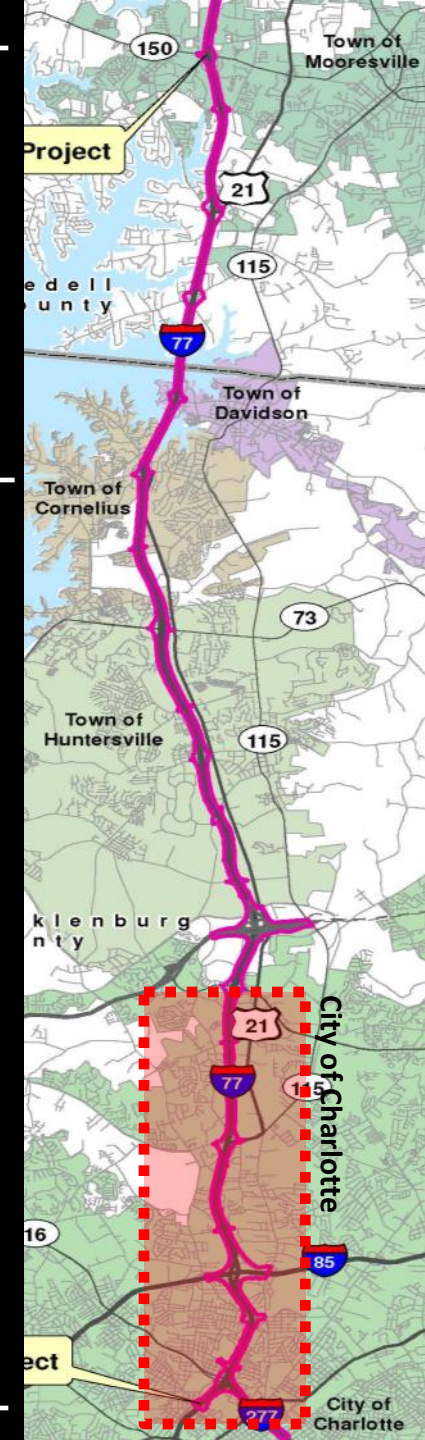 150
Town of
Mooresville
Project
21
115
edell
unty
77
Town of
Davidson
Town of
Cornelius
73
Town of
Huntersville
115
klenburg
nty
21
City of Charlotte
77
115
16
85
ect
277
City of
Charlotte